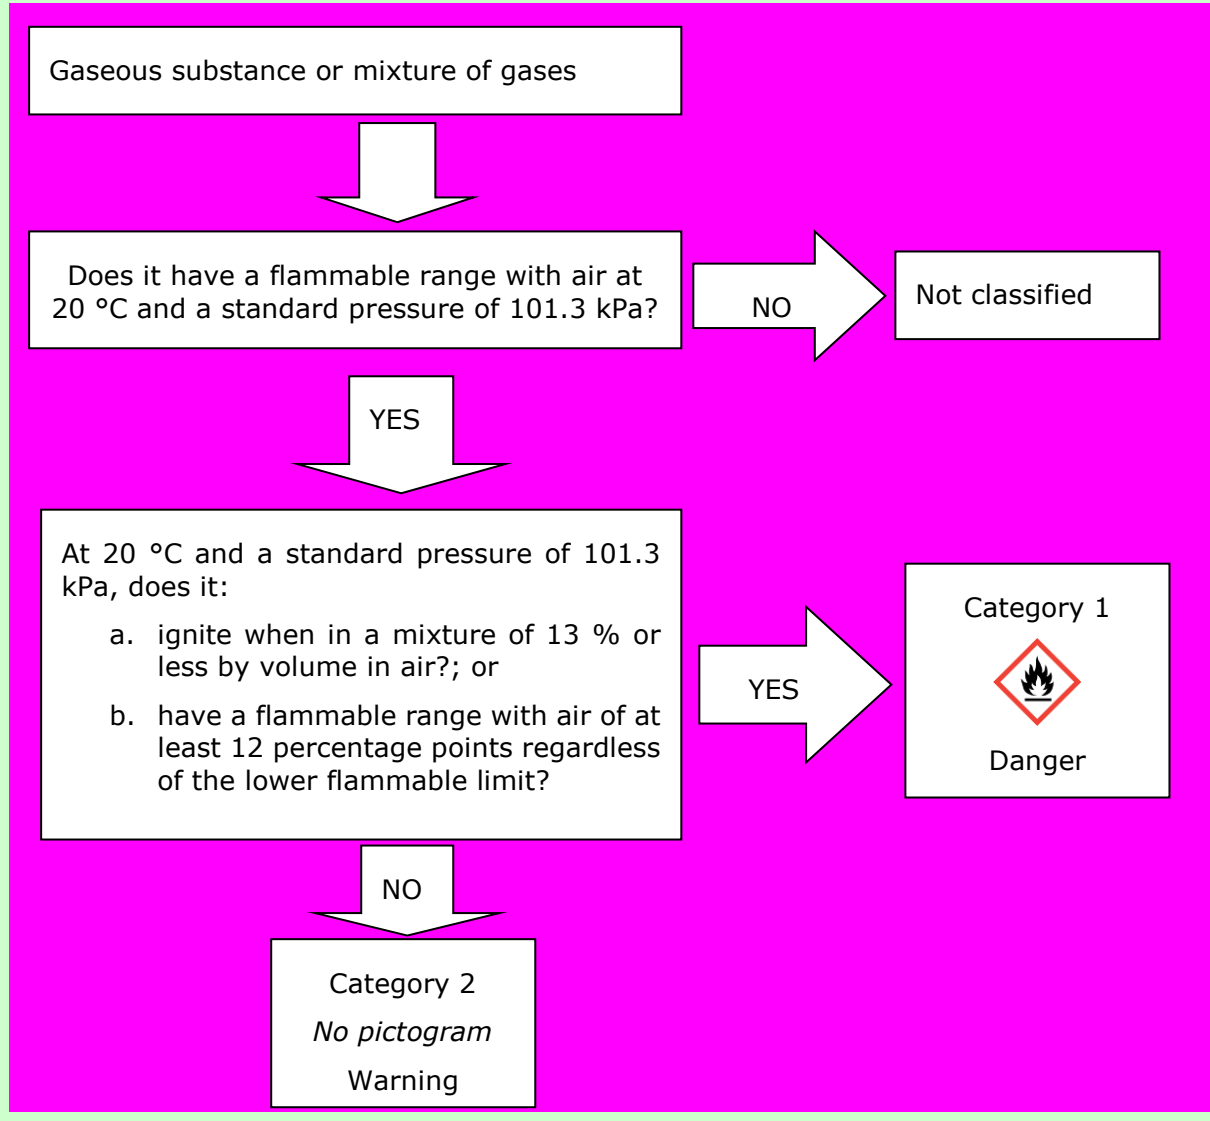 Gaseous substance or mixture of gases
Does it have a flammable range with air at
20 °C and a standard pressure of 101.3 kPa?
NO
Not classified
YES
At 20 °C and a standard pressure of 101.3
kPa, does it:
a. ignite when in a mixture of 13 % or
less by volume in air?; or
b. have a flammable range with air of at
least 12 percentage points regardless
of the lower flammable limit?
YES
Category 1
Danger
NO
Category 2
No pictogram
Warning